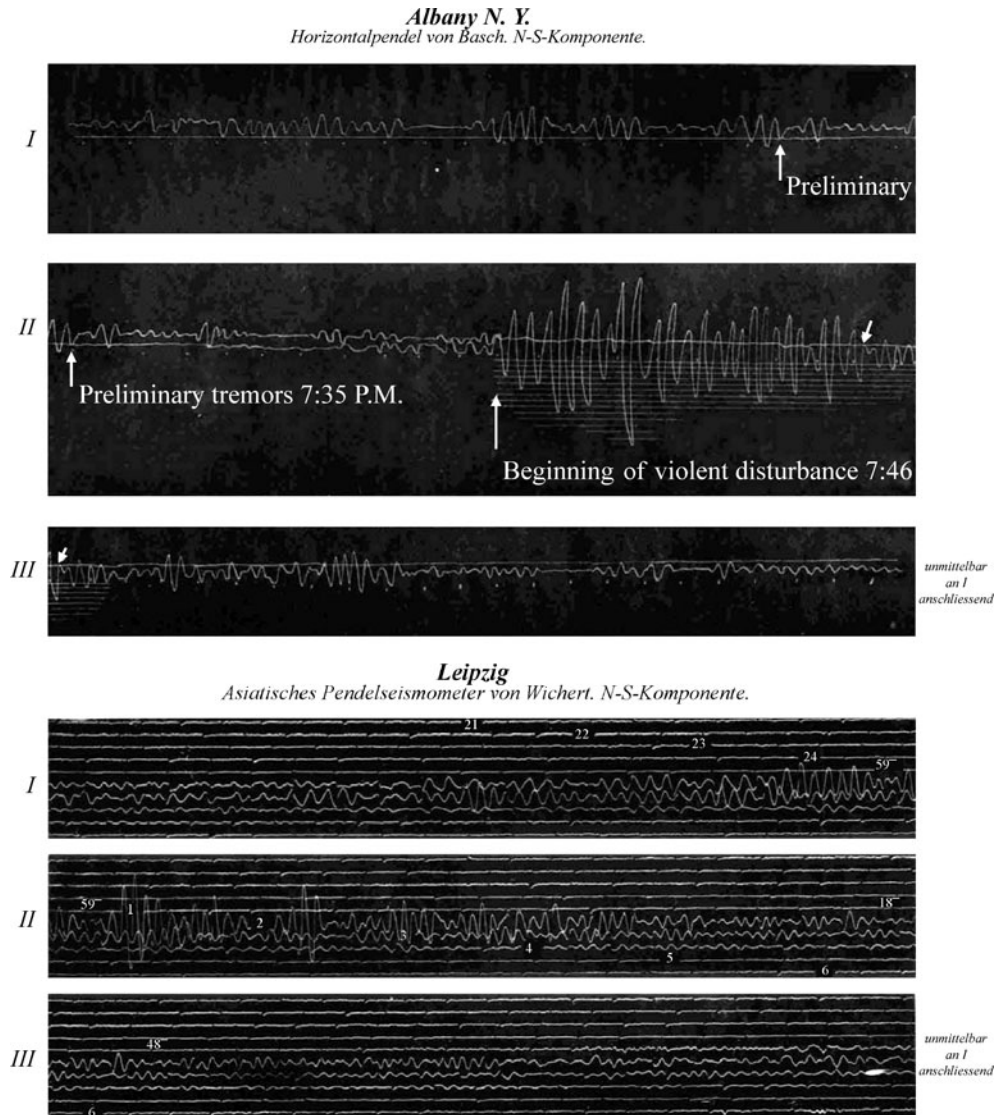 Albany N. Y.
Horizontalpendel von Basch. N-S-Komponente.
I
Preliminary
II
Preliminary tremors 7:35 P.M.
Beginning of violent disturbance 7:46
III
unmittelbar
an I
anschliessend
Leipzig
Asiatisches Pendelseismometer von Wichert. N-S-Komponente.
21
22
23
24
59
I
59
1
18
2
II
3
4
5
6
48
III
unmittelbar
an I
anschliessend
6